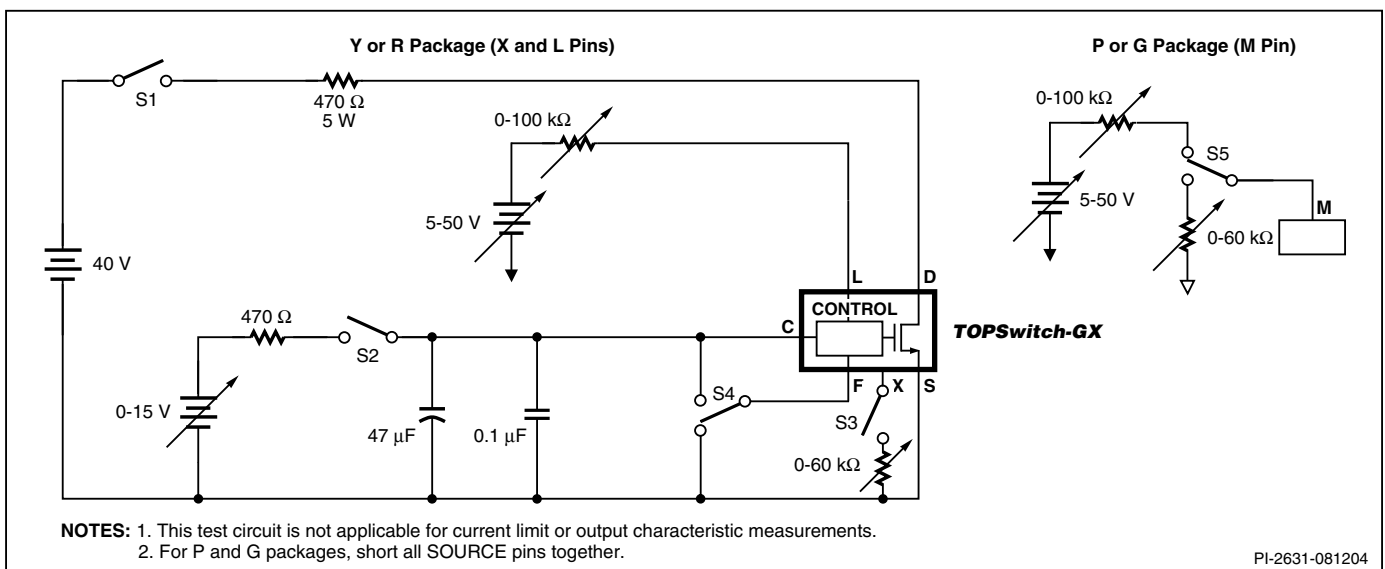 Y or R Package (X and L Pins)
P or G Package (M Pin)
S1
470 Ω
5 W
0-100 kΩ
5-50 V
40 V
470 Ω
S2
0-15 V
47 μF
0.1 μF
S4
L
D
CONTROL
C
TOPSwitch-GX
F
X
S
S3
0-60 kΩ
0-100 kΩ
S5
5-50 V
M
0-60 kΩ
NOTES: 1. This test circuit is not applicable for current limit or output characteristic measurements.
2. For P and G packages, short all SOURCE pins together.
PI-2631-081204